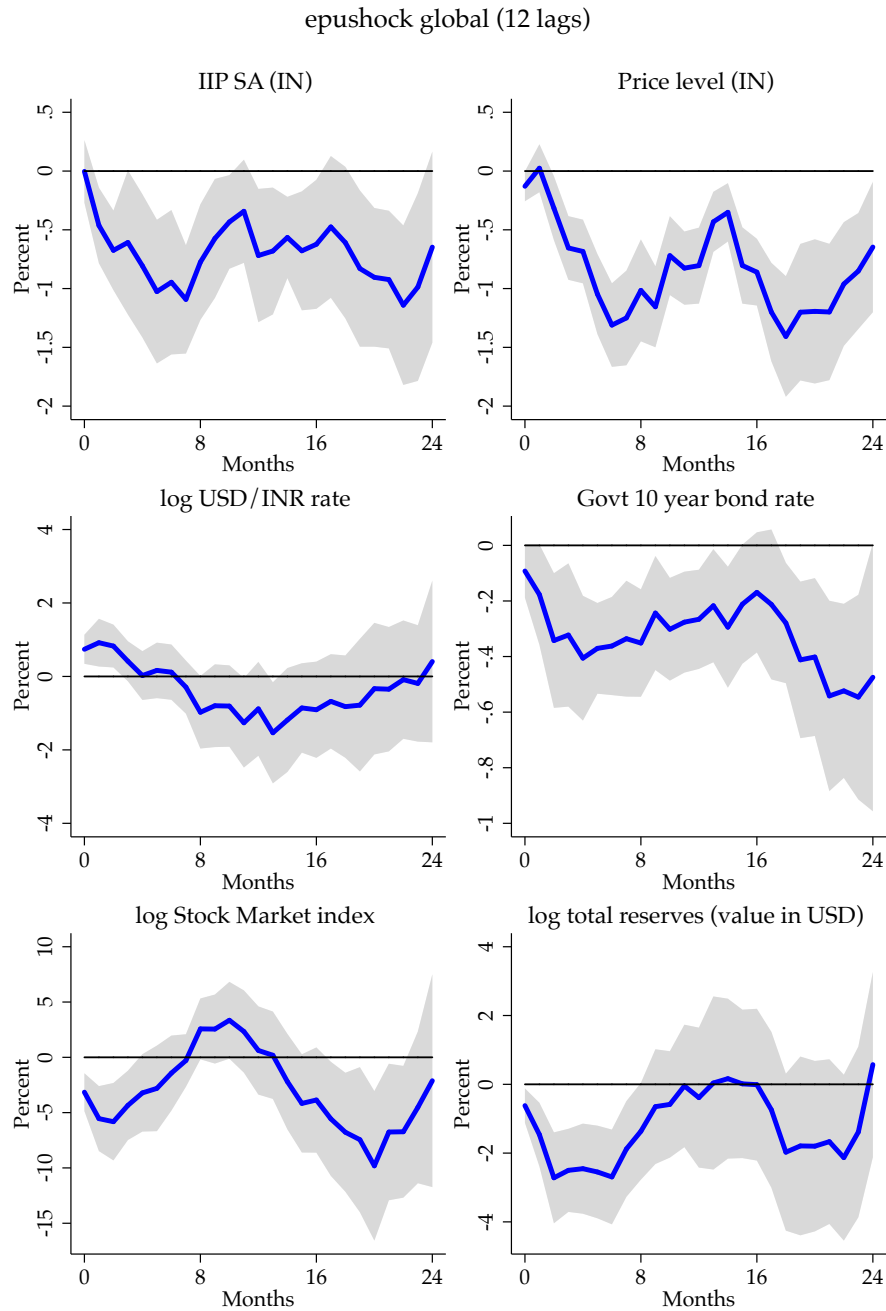 epushock global (12 lags)
IIP SA (IN)
Percent
.5
0
-.5
-1
-1.5
-2
0 8 16 24
Months
Price level (IN)
Percent
.5
0
-.5
-1
-1.5
-2
0 8 16 24
Months
log USD/INR rate
Percent
4
2
0
-2
-4
0 8 16 24
Months
Govt 10 year bond rate
Percent
0
-.2
-.4
-.6
-.8
-1
0 8 16 24
Months
log Stock Market index
Percent
10
5
0
-5
-10
-15
0 8 16 24
Months
log total reserves (value in USD)
Percent
4
2
0
-2
-4
0 8 16 24
Months